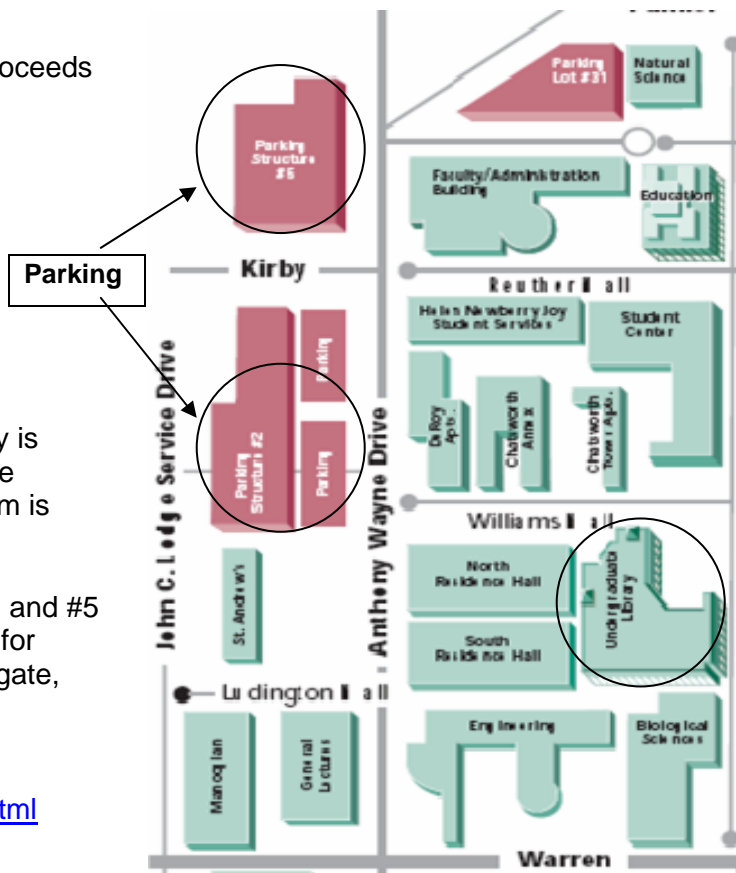 oceeds
Parking
y is
e
m is
and #5
for
gate,
tml
Parking
Lot #31
Natural
Science
Parking
Structure
#5
Faculty/Administration
Building
Education
Kirby
Reuther Mall
Helen Newberry Joy
Student Services
Student
Center
John C. Lodge Service Drive
Parking
Parking
Structure #2
Parking
Anthony Wayne Drive
DeRoy
Apts.
Chatsworth
Annex
Chatsworth
Tower Apts.
Williams Mall
North
Residence Hall
Undergraduate
Library
St. Andrew's
South
Residence Hall
Ludington Mall
Manoogian
General
Lectures
Engineering
Biological
Sciences
Warren